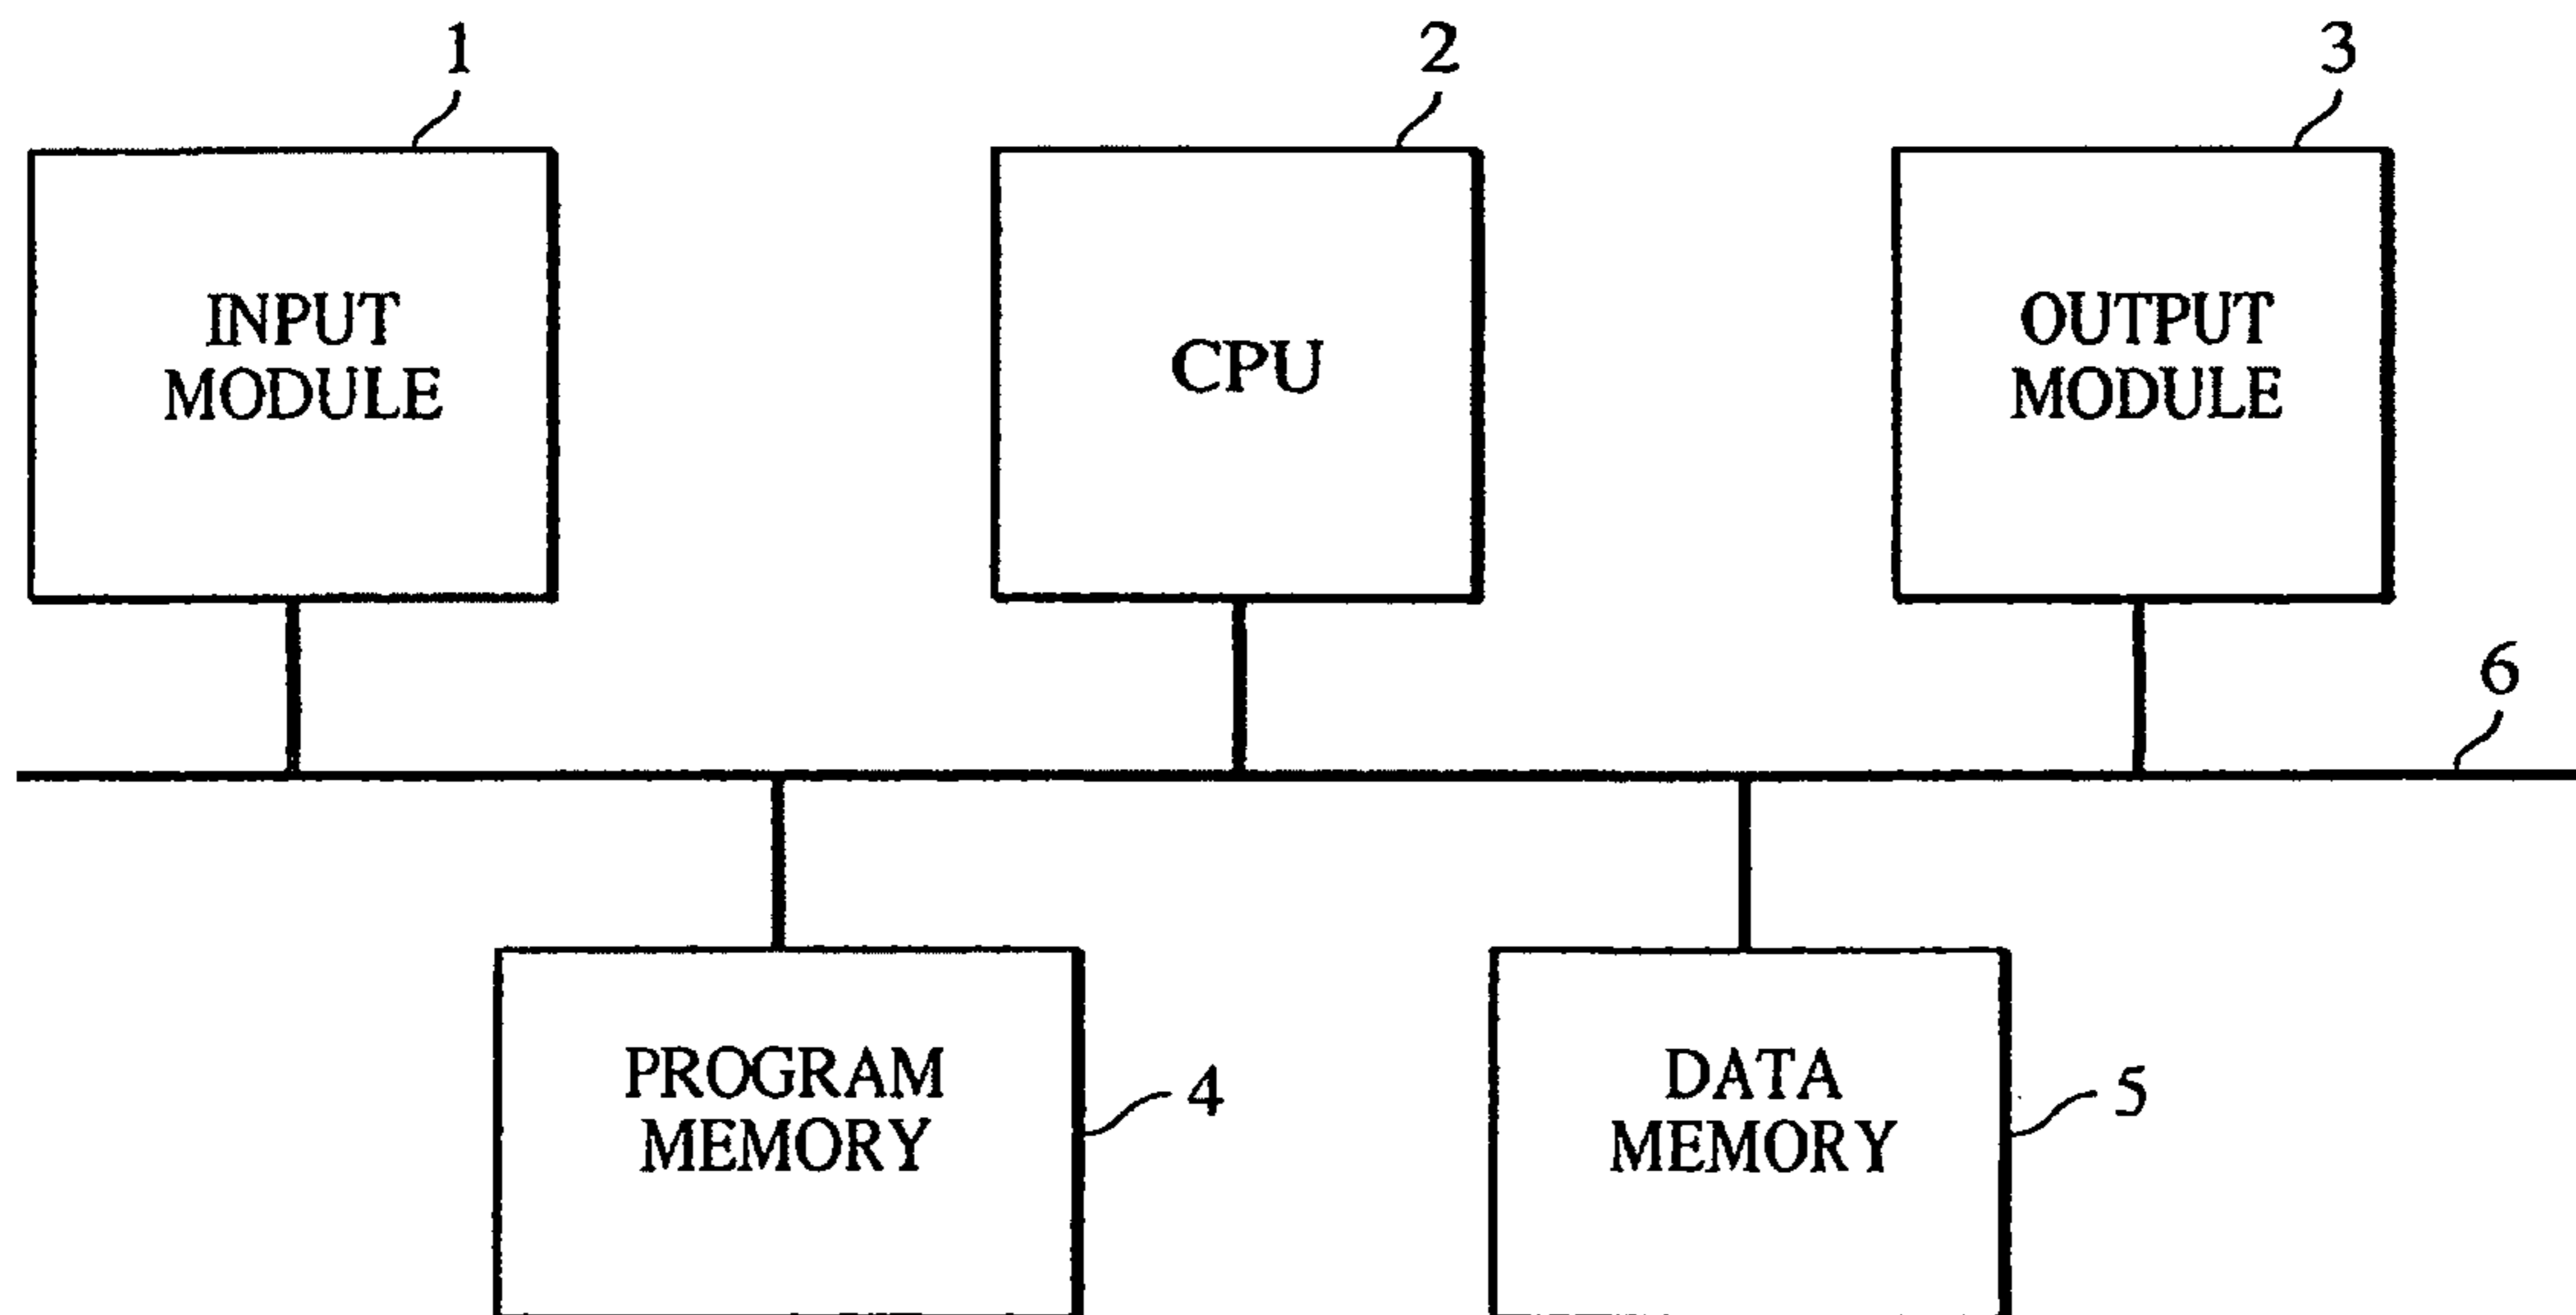 1
2
3
INPUT
MODULE
CPU
OUTPUT
MODULE
6
PROGRAM
MEMORY
4
DATA
MEMORY
5